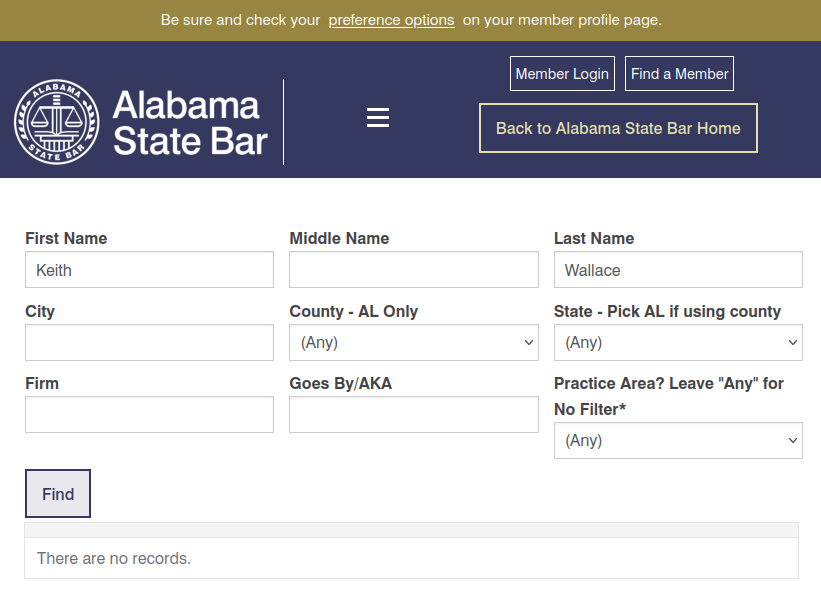 Be sure and check your preference options on your member profile page.
Member Login Find a Member
ALABAMA
STATE BAR
Alabama
State Bar
Back to Alabama State Bar Home
First Name Middle Name Last Name
Keith Wallace
City County - AL Only State - Pick AL if using county
(Any) (Any)
Firm Goes By/AKA Practice Area? Leave "Any" for
No Filter*
(Any)
Find
There are no records.